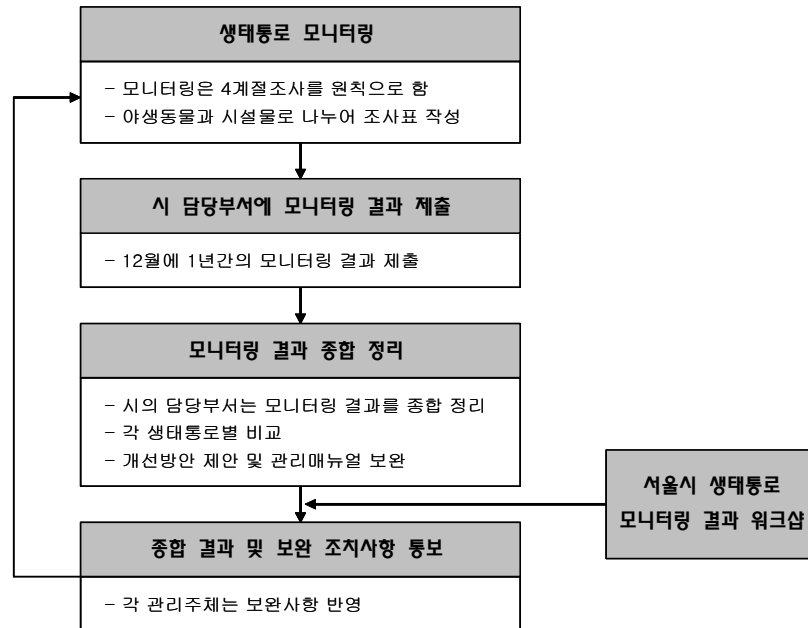 생태통로 모니터링
- 모니터링은 4계절조사를 원칙으로 함
- 야생동물과 시설물로 나누어 조사표 작성
시 담당부서에 모니터링 결과 제출
- 12월에 1년간의 모니터링 결과 제출
모니터링 결과 종합 정리
- 시의 담당부서는 모니터링 결과를 종합 정리
- 각 생태통로별 비교
- 개선방안 제안 및 관리매뉴얼 보완
서울시 생태통로
모니터링 결과 워크샵
종합 결과 및 보완 조치사항 통보
- 각 관리주체는 보완사항 반영